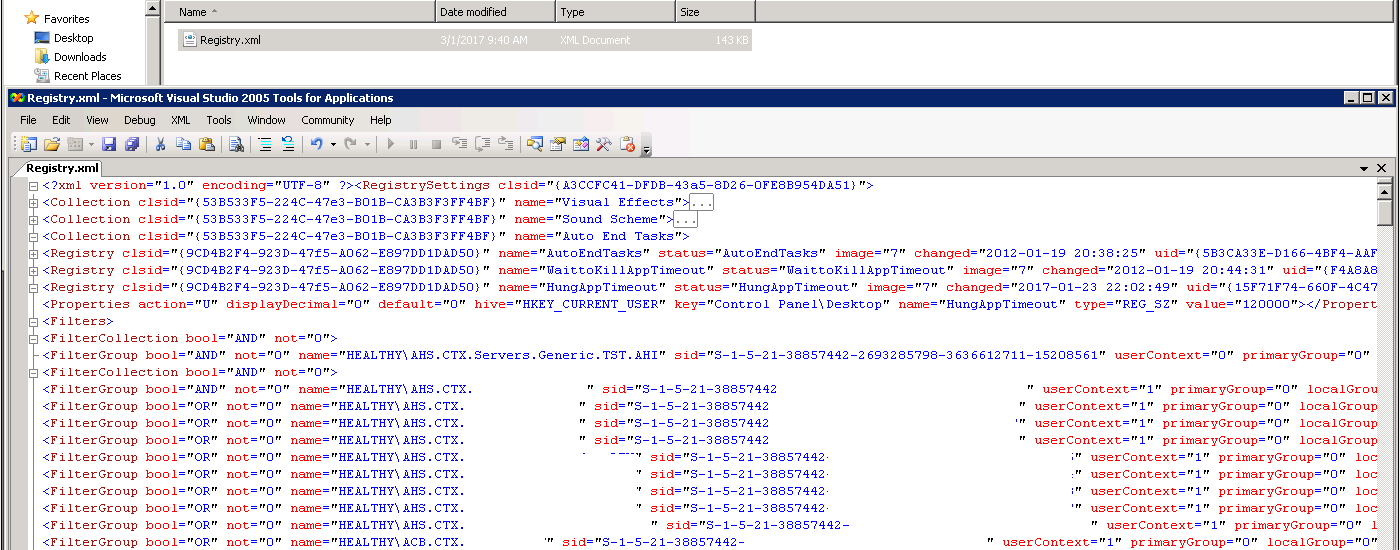 Favorites
Desktop
Downloads
Recent Places
Name Date modified Type Size
Registry.xml 3/1/2017 9:40 AM XML Document 143 KB
Registry.xml - Microsoft Visual Studio 2005 Tools for Applications
File Edit View Debug XML Tools Window Community Help
Registry.xml
<?xml version="1.0" encoding="UTF-8" ?><RegistrySettings clsid="{A3CCFC41-DFDB-43a5-8D26-0FE8B954DA51}">
<Collection clsid="{53B533F5-224C-47e3-B01B-CA3B3F3FF4BF}" name="Visual Effects">...
<Collection clsid="{53B533F5-224C-47e3-B01B-CA3B3F3FF4BF}" name="Sound Scheme">...
<Collection clsid="{53B533F5-224C-47e3-B01B-CA3B3F3FF4BF}" name="Auto End Tasks">
<Registry clsid="{9CD4B2F4-923D-47f5-A062-E897DD1DAD50}" name="AutoEndTasks" status="AutoEndTasks" image="7" changed="2012-01-19 20:38:25" uid="{5B3CA33E-D166-4BF4-AAF
<Registry clsid="{9CD4B2F4-923D-47f5-A062-E897DD1DAD50}" name="WaittoKillAppTimeout" status="WaittoKillAppTimeout" image="7" changed="2012-01-19 20:44:31" uid="{F4A8A8
<Registry clsid="{9CD4B2F4-923D-47f5-A062-E897DD1DAD50}" name="HungAppTimeout" status="HungAppTimeout" image="7" changed="2017-01-23 22:02:49" uid="{15F71F74-660F-4C47
<Properties action="U" displayDecimal="0" default="0" hive="HKEY_CURRENT_USER" key="Control Panel\Desktop" name="HungAppTimeout" type="REG_SZ" value="120000"></Propert
<Filters>
<FilterCollection bool="AND" not="0">
<FilterGroup bool="AND" not="0" name="HEALTHY\AHS.CTX.Servers.Generic.TST.AHI" sid="S-1-5-21-38857442-2693285798-3636612711-15208561" userContext="0" primaryGroup="0"
<FilterCollection bool="AND" not="0">
<FilterGroup bool="AND" not="0" name="HEALTHY\AHS.CTX. " sid="S-1-5-21-38857442 " userContext="1" primaryGroup="0" localGrou
<FilterGroup bool="OR" not="0" name="HEALTHY\AHS.CTX. " sid="S-1-5-21-38857442 " userContext="1" primaryGroup="0" localGroup
<FilterGroup bool="OR" not="0" name="HEALTHY\AHS.CTX. " sid="S-1-5-21-38857442 " userContext="1" primaryGroup="0" localGroup
<FilterGroup bool="OR" not="0" name="HEALTHY\AHS.CTX. " sid="S-1-5-21-38857442 " userContext="1" primaryGroup="0" localGroup
<FilterGroup bool="OR" not="0" name="HEALTHY\AHS.CTX. " sid="S-1-5-21-38857442- " userContext="1" primaryGroup="0" loc
<FilterGroup bool="OR" not="0" name="HEALTHY\AHS.CTX. " sid="S-1-5-21-38857442- " userContext="1" primaryGroup="0" loc
<FilterGroup bool="OR" not="0" name="HEALTHY\AHS.CTX. " sid="S-1-5-21-38857442- " userContext="1" primaryGroup="0" loc
<FilterGroup bool="OR" not="0" name="HEALTHY\AHS.CTX. " sid="S-1-5-21-38857442- " userContext="1" primaryGroup="0" loc
<FilterGroup bool="OR" not="0" name="HEALTHY\AHS.CTX. " sid="S-1-5-21-38857442- " userContext="1" primaryGroup="0" l
<FilterGroup bool="OR" not="0" name="HEALTHY\ACB.CTX. " sid="S-1-5-21-38857442- " userContext="1" primaryGroup="0" localGroup="0"